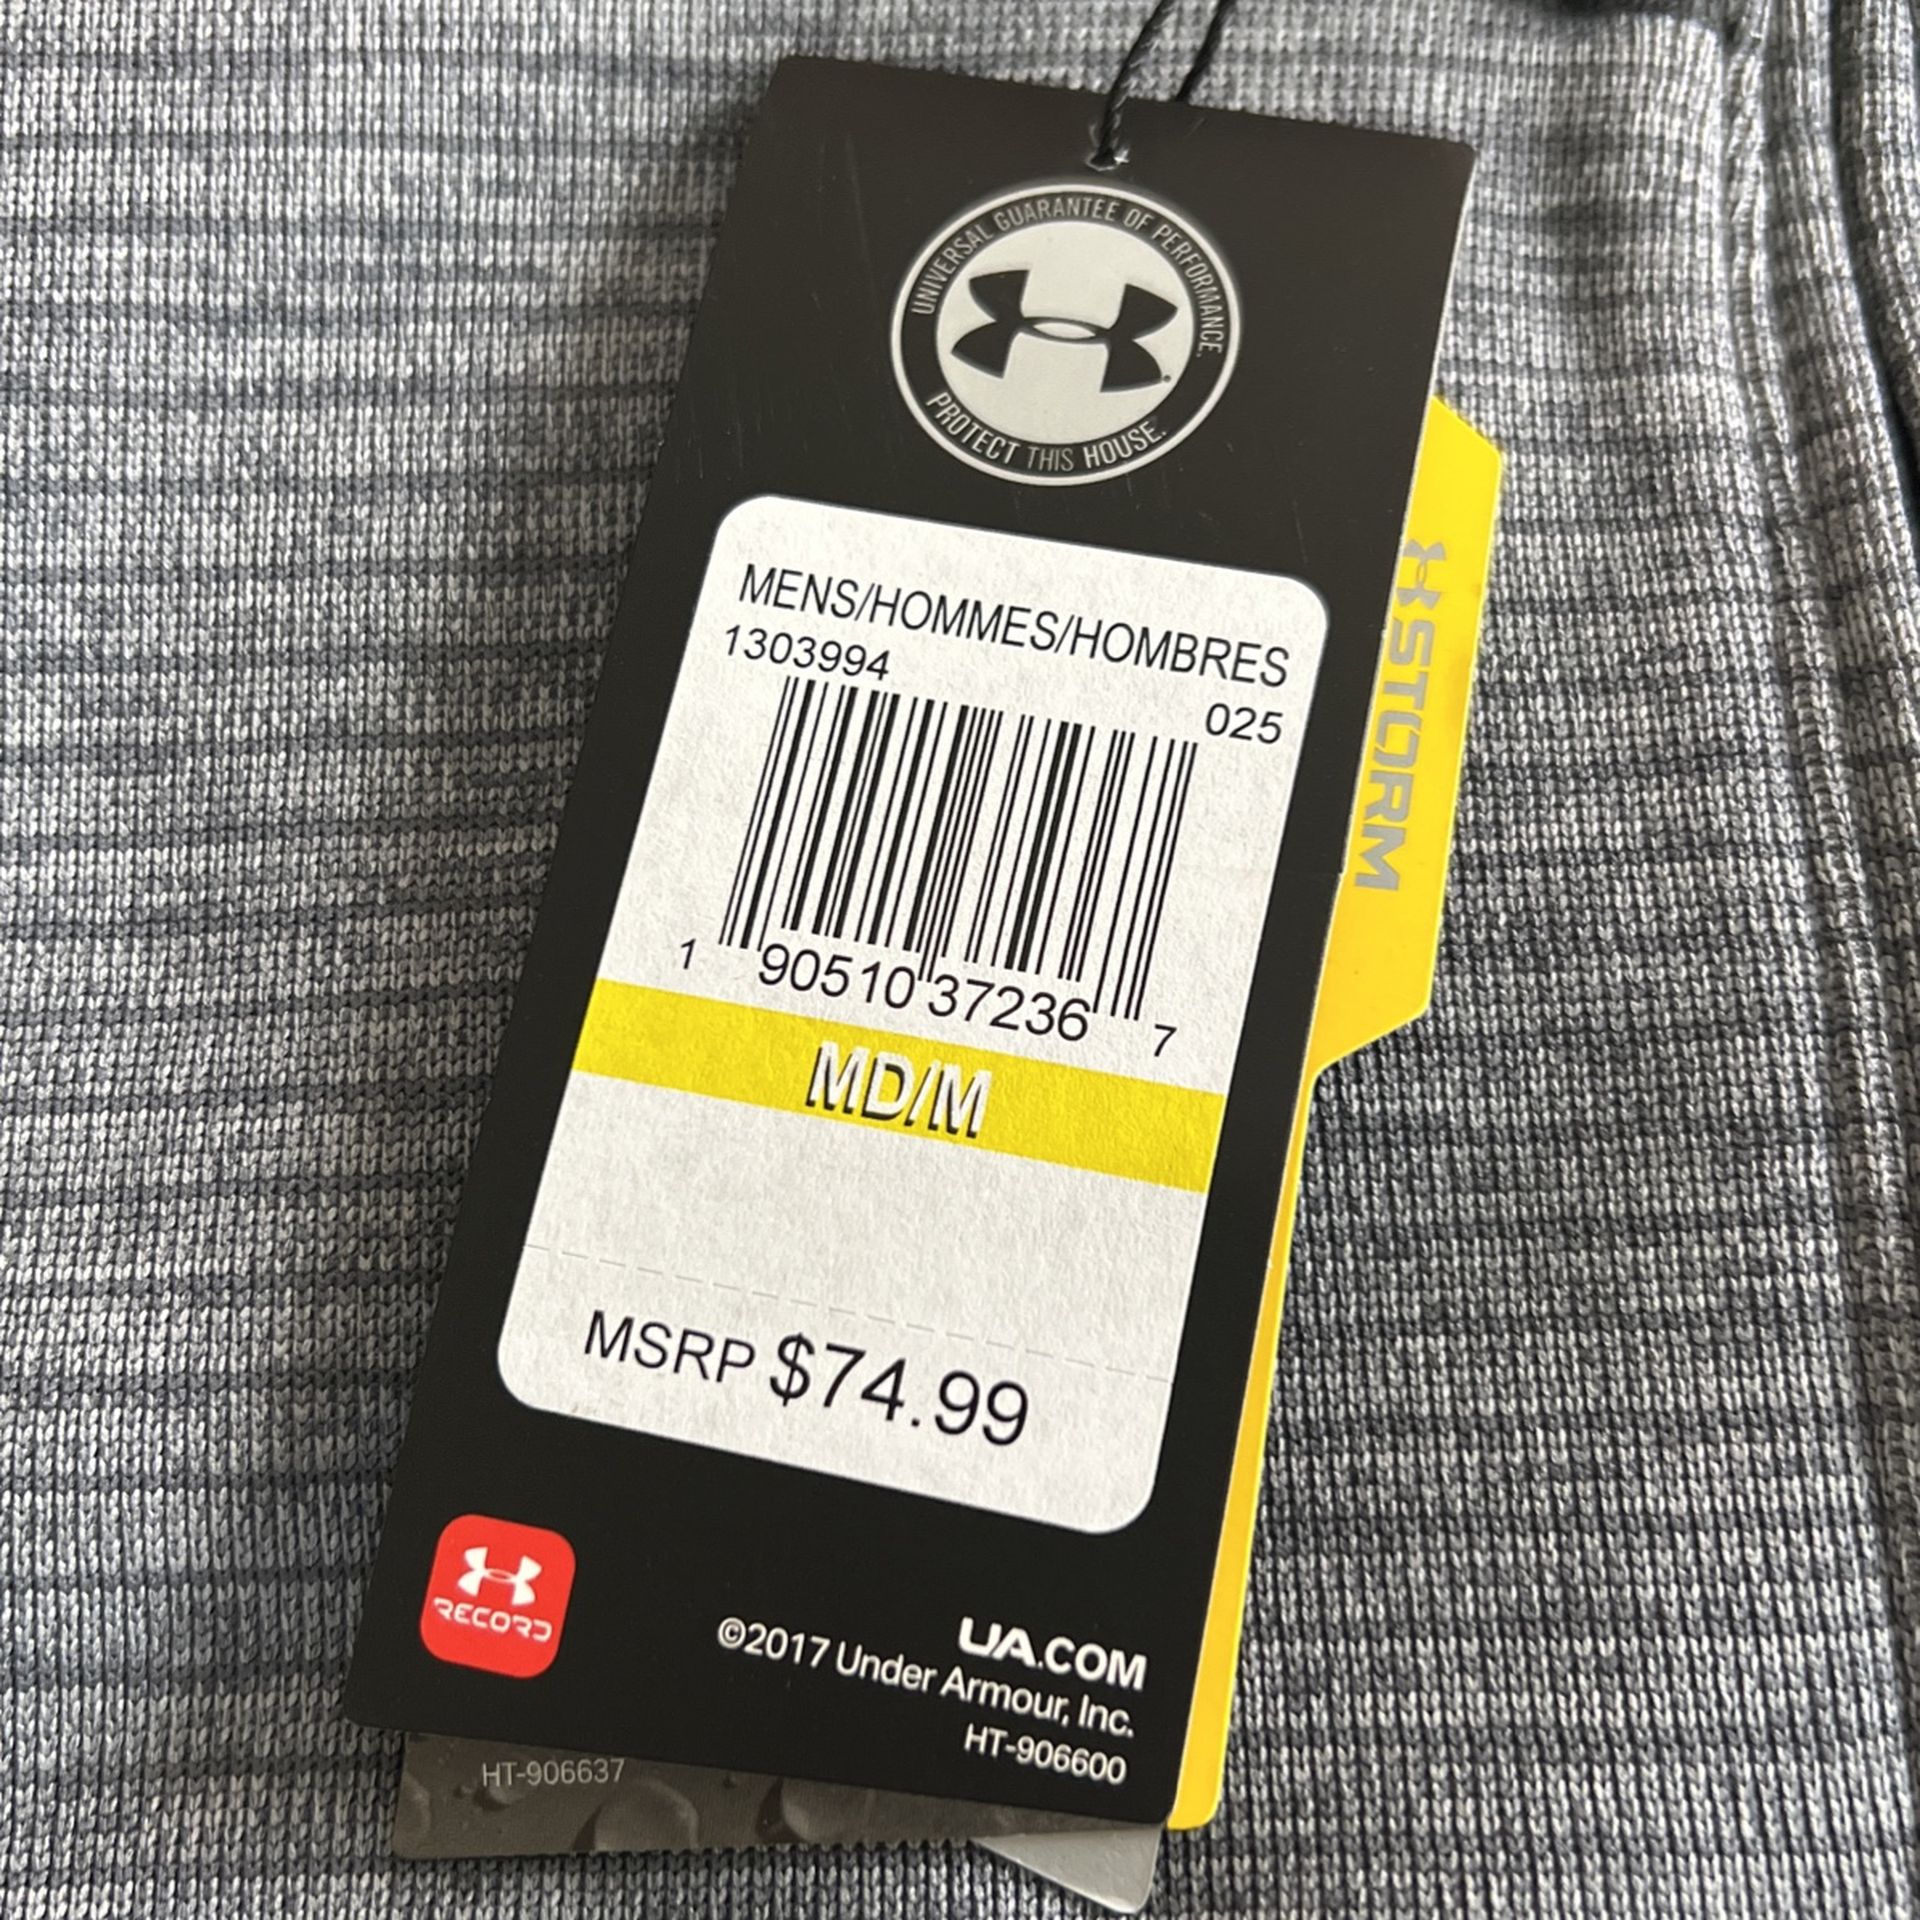 UNIVERSAL GUARANTEE OF PERFORMANCE.
PROTECT THIS HOUSE.
MENS/HOMMES/HOMBRES
1303994
025
1 90510 37236 7
MD/M
MSRP $74.99
STORM
RECORD
UA.COM
©2017 Under Armour, Inc.
HT-906600
HT-906637